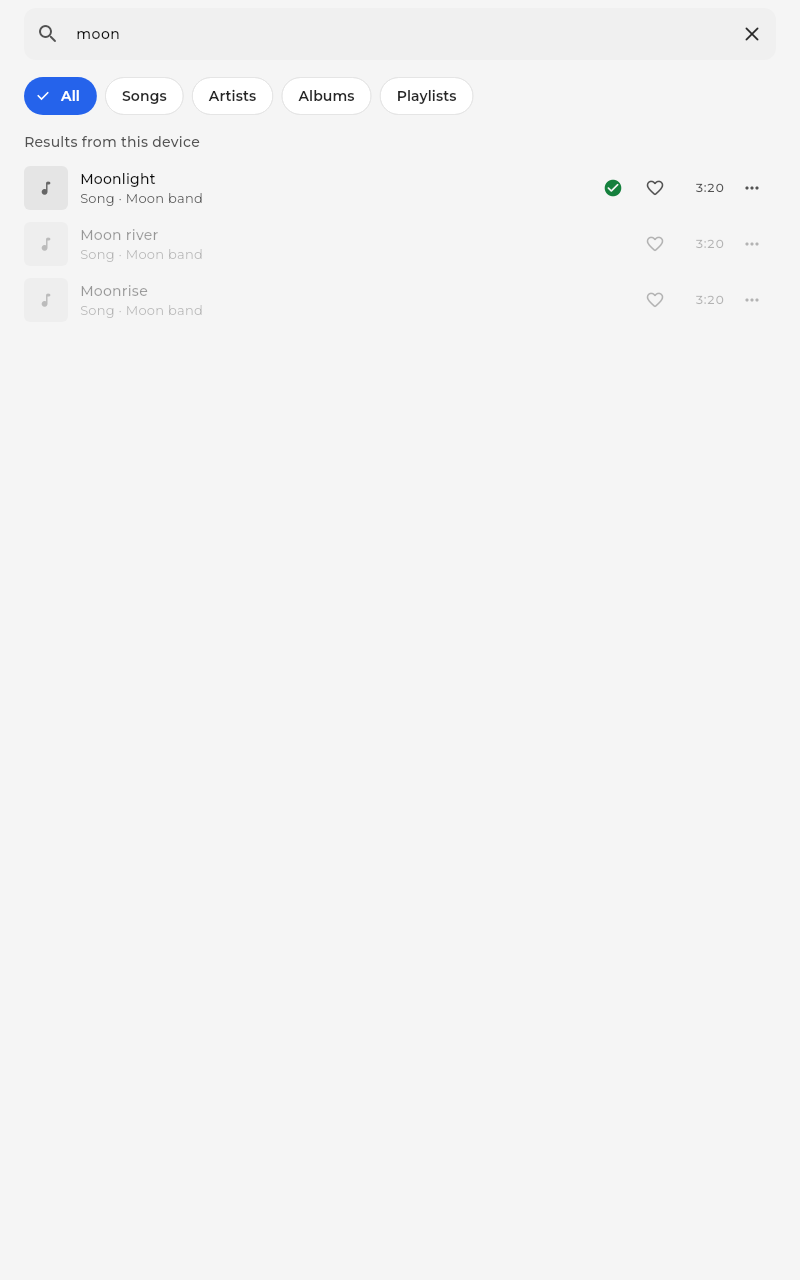 moon
All
Songs
Artists
Albums
Playlists
Results from this device
Moonlight
Song · Moon band
3:20
Moon river
Song · Moon band
3:20
Moonrise
Song · Moon band
3:20